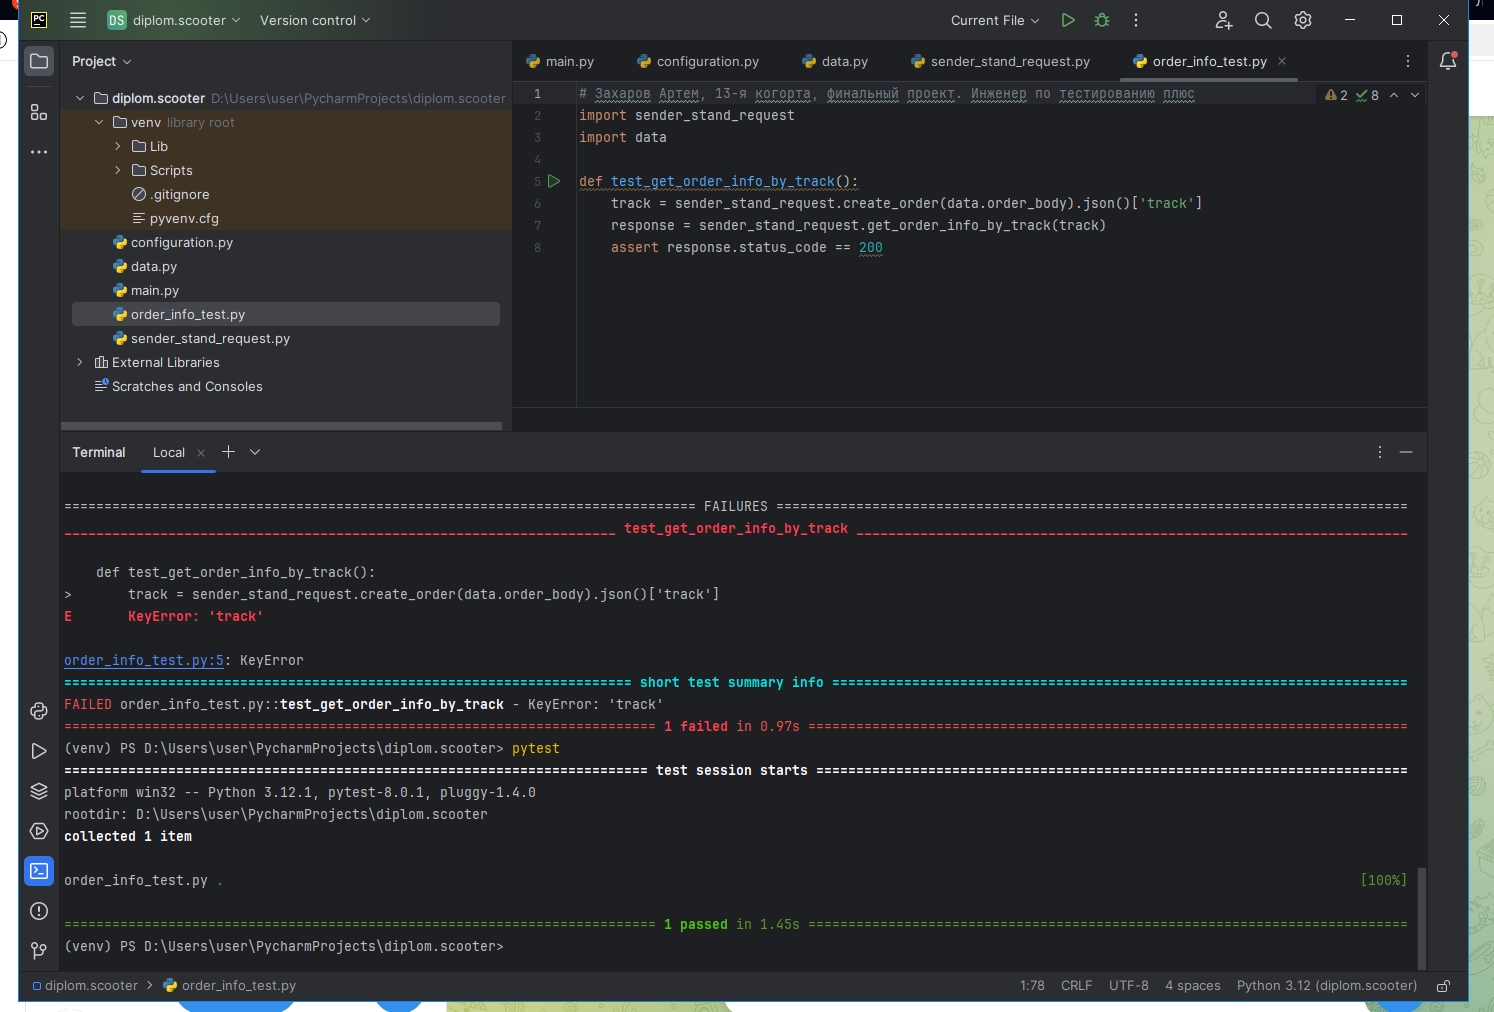 PC DS diplom.scooter Version control Current File
Project
main.py configuration.py data.py sender_stand_request.py order_info_test.py
diplom.scooter D:\Users\user\PycharmProjects\diplom.scooter
venv library root
Lib
Scripts
.gitignore
pyvenv.cfg
configuration.py
data.py
main.py
order_info_test.py
sender_stand_request.py
External Libraries
Scratches and Consoles
1 # Захаров Артем, 13-я когорта, финальный проект. Инженер по тестированию плюс 2 8
2 import sender_stand_request
3 import data
4
5 def test_get_order_info_by_track():
6 track = sender_stand_request.create_order(data.order_body).json()['track']
7 response = sender_stand_request.get_order_info_by_track(track)
8 assert response.status_code == 200
Terminal Local
=============================================================================== FAILURES ===============================================================================
_____________________________________________________________________ test_get_order_info_by_track _____________________________________________________________________
def test_get_order_info_by_track():
> track = sender_stand_request.create_order(data.order_body).json()['track']
E KeyError: 'track'
order_info_test.py:5: KeyError
======================================================================= short test summary info ========================================================================
FAILED order_info_test.py::test_get_order_info_by_track - KeyError: 'track'
========================================================================== 1 failed in 0.97s ===========================================================================
(venv) PS D:\Users\user\PycharmProjects\diplom.scooter> pytest
========================================================================= test session starts ==========================================================================
platform win32 -- Python 3.12.1, pytest-8.0.1, pluggy-1.4.0
rootdir: D:\Users\user\PycharmProjects\diplom.scooter
collected 1 item
order_info_test.py . [100%]
========================================================================== 1 passed in 1.45s ===========================================================================
(venv) PS D:\Users\user\PycharmProjects\diplom.scooter>
diplom.scooter order_info_test.py 1:78 CRLF UTF-8 4 spaces Python 3.12 (diplom.scooter)